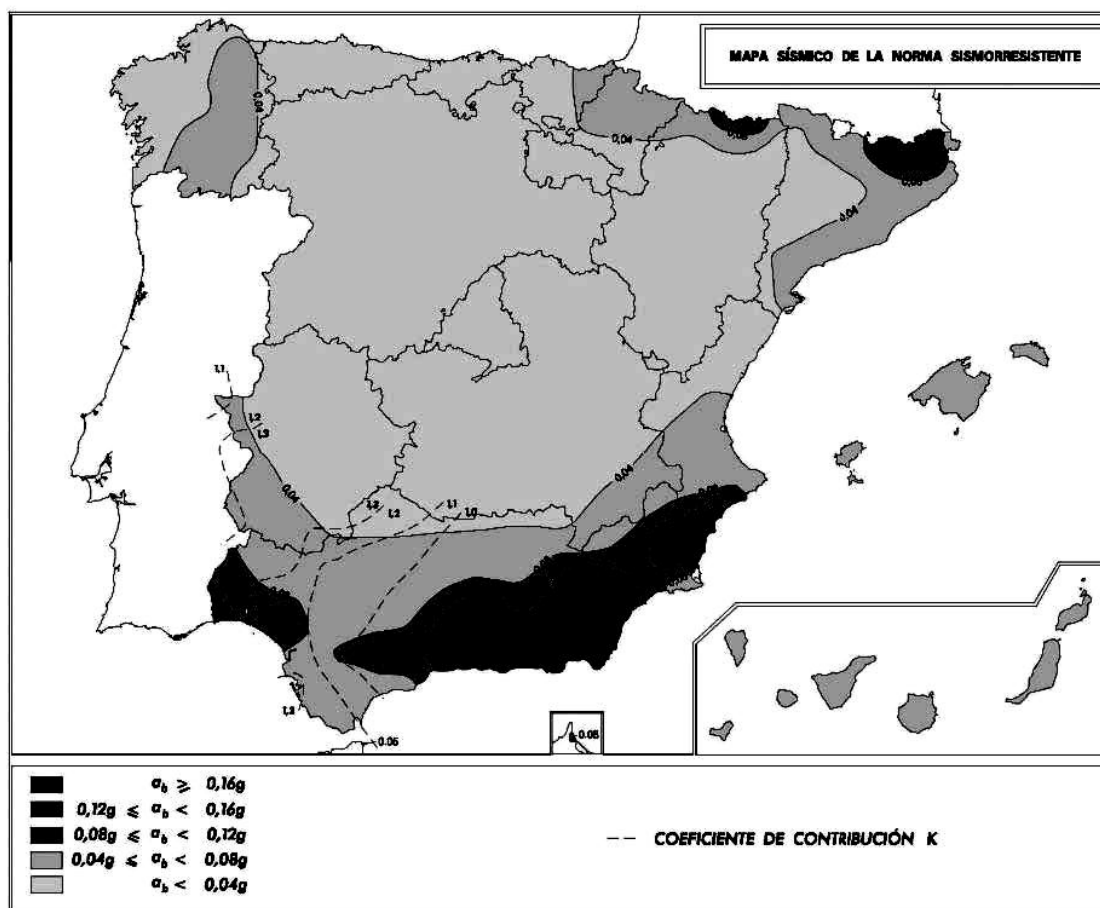 MAPA SÍSMICO DE LA NORMA SISMORRESISTENTE
0,04
0,04
0,04
1,1
1,2
1,3
0,04
0,04
1,3
1,2
1,1
1,0
1,2
0.05
0.05
a_b ≥ 0,16g
0,12g ≤ a_b < 0,16g
0,08g ≤ a_b < 0,12g
0,04g ≤ a_b < 0,08g
a_b < 0,04g
-- COEFICIENTE DE CONTRIBUCIÓN K